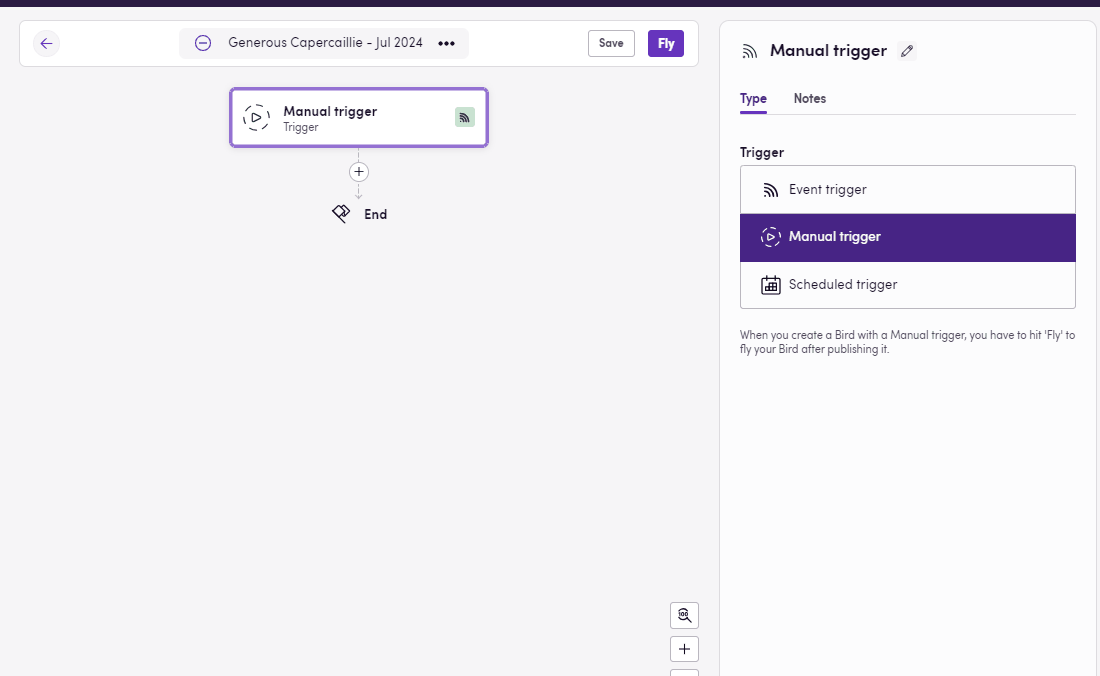 Generous Capercaillie - Jul 2024
Save
Fly
Manual trigger
Trigger
End
Manual trigger
Type
Notes
Trigger
Event trigger
Manual trigger
Scheduled trigger
When you create a Bird with a Manual trigger, you have to hit 'Fly' to
fly your Bird after publishing it.
100